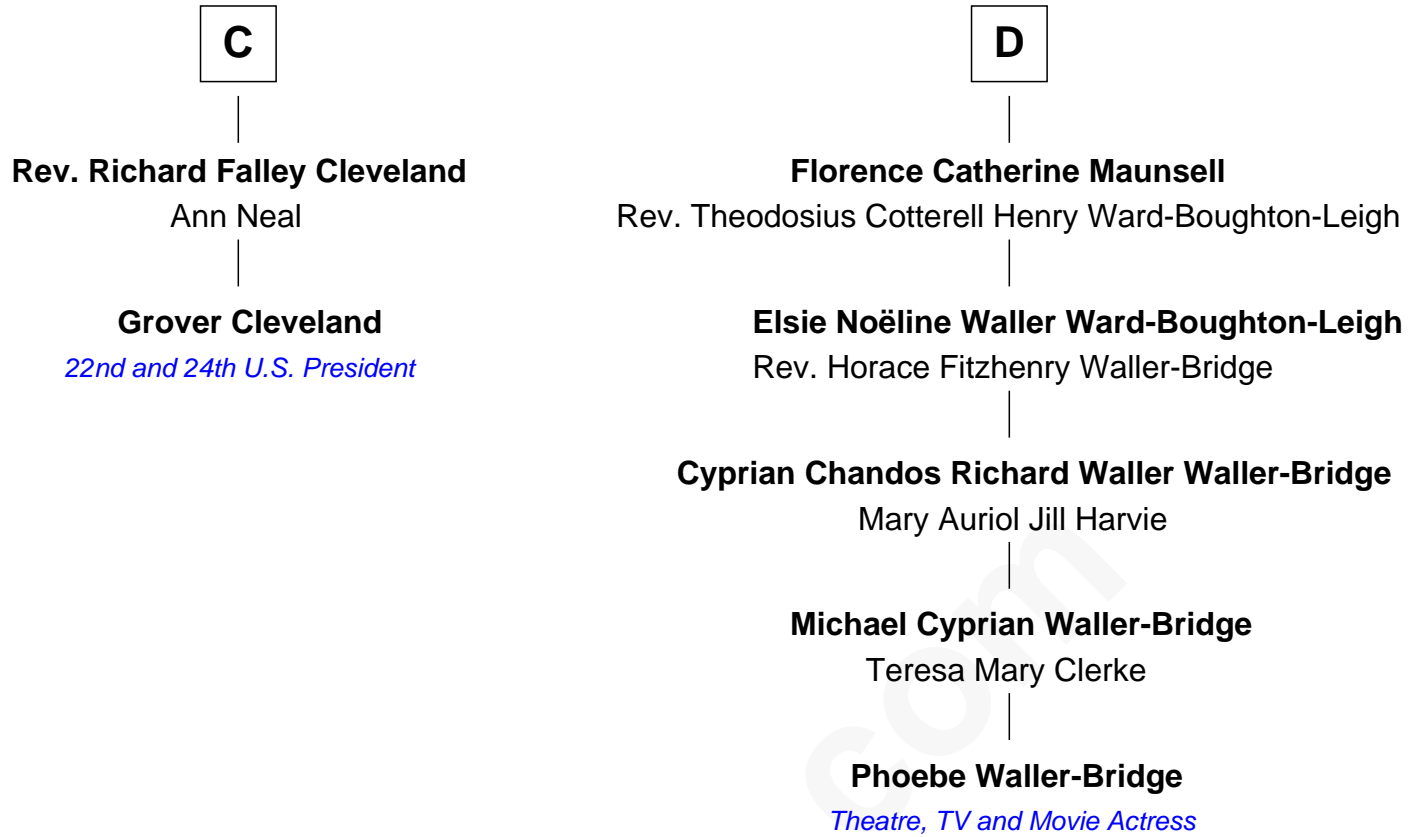 C
Rev. Richard Falley Cleveland
Ann Neal
Grover Cleveland
22nd and 24th U.S. President
D
Florence Catherine Maunsell
Rev. Theodosius Cotterell Henry Ward-Boughton-Leigh
Elsie Noëline Waller Ward-Boughton-Leigh
Rev. Horace Fitzhenry Waller-Bridge
Cyprian Chandos Richard Waller Waller-Bridge
Mary Auriol Jill Harvie
Michael Cyprian Waller-Bridge
Teresa Mary Clerke
Phoebe Waller-Bridge
Theatre, TV and Movie Actress
com